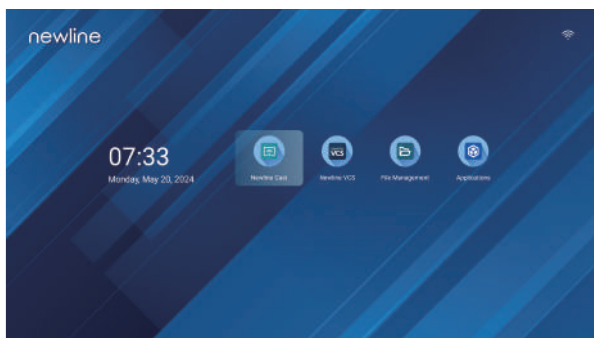 newline
07:33
Monday, May 20, 2024
Newline Cast
VCS
Newline VCS
File Management
Applications